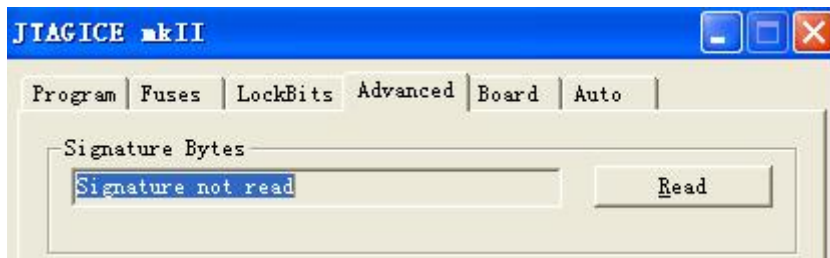 JTAGICE mkII
Program Fuses LockBits Advanced Board Auto
Signature Bytes
Signature not read Read